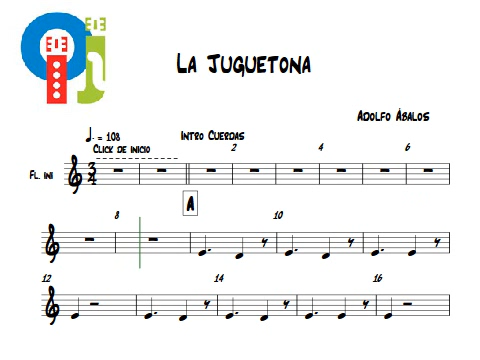 La Juguetona
Adolfo Ábalos
= 108
Click de inicio
Intro Cuerdas
2 4 6
Fl. ini
3
4
A
8 10
12 14 16